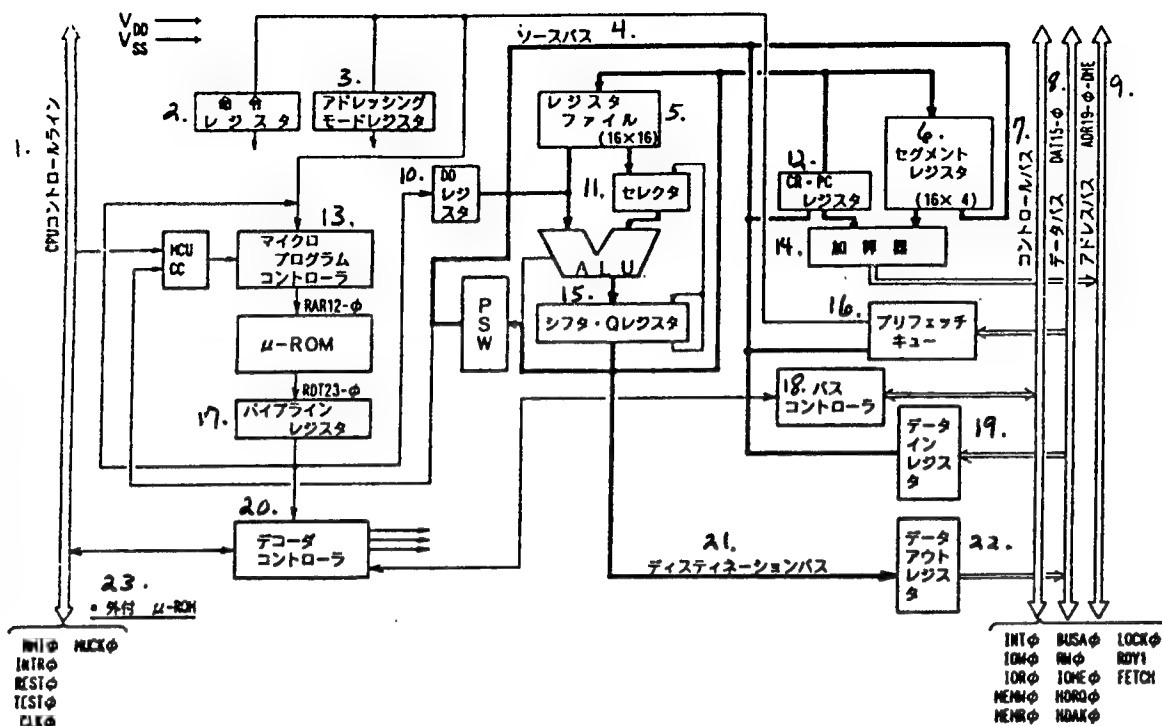 V_DD
V_SS
1.
CPUコントロールライン
2.
命令
レジスタ
3.
アドレッシング
モードレジスタ
ソースバス 4.
レジスタ
ファイル
(16×16)
5.
6.
セグメント
レジスタ
(16×4)
7.
コントロールバス
8.
データバス DAT15-φ
9.
アドレスバス ADR19-φ・DME
10.
DO
レジ
スタ
11.
セレクタ
12.
CR・PC
レジスタ
13.
マイクロ
プログラム
コントローラ
MCU
CC
RAR12-φ
μ-ROM
RDT23-φ
ALU
14.
加算器
15.
シフタ・Qレジスタ
PSW
16.
プリフェッチ
キュー
17.
パイプライン
レジスタ
18.バス
コントローラ
19.
データ
イン
レジス
タ
20.
デコーダ
コントローラ
21.
ディスティネーションバス
22.
データ
アウト
レジス
タ
23.
• 外付 μ-ROM
NMIφ MUCKφ
INTRφ
RESTφ
TESTφ
CLKφ
INTφ BUSAφ LOCKφ
IOWφ RWφ RDY1
IORφ IOMEφ FETCH
MEMWφ HORQφ
MEMRφ HDAKφ